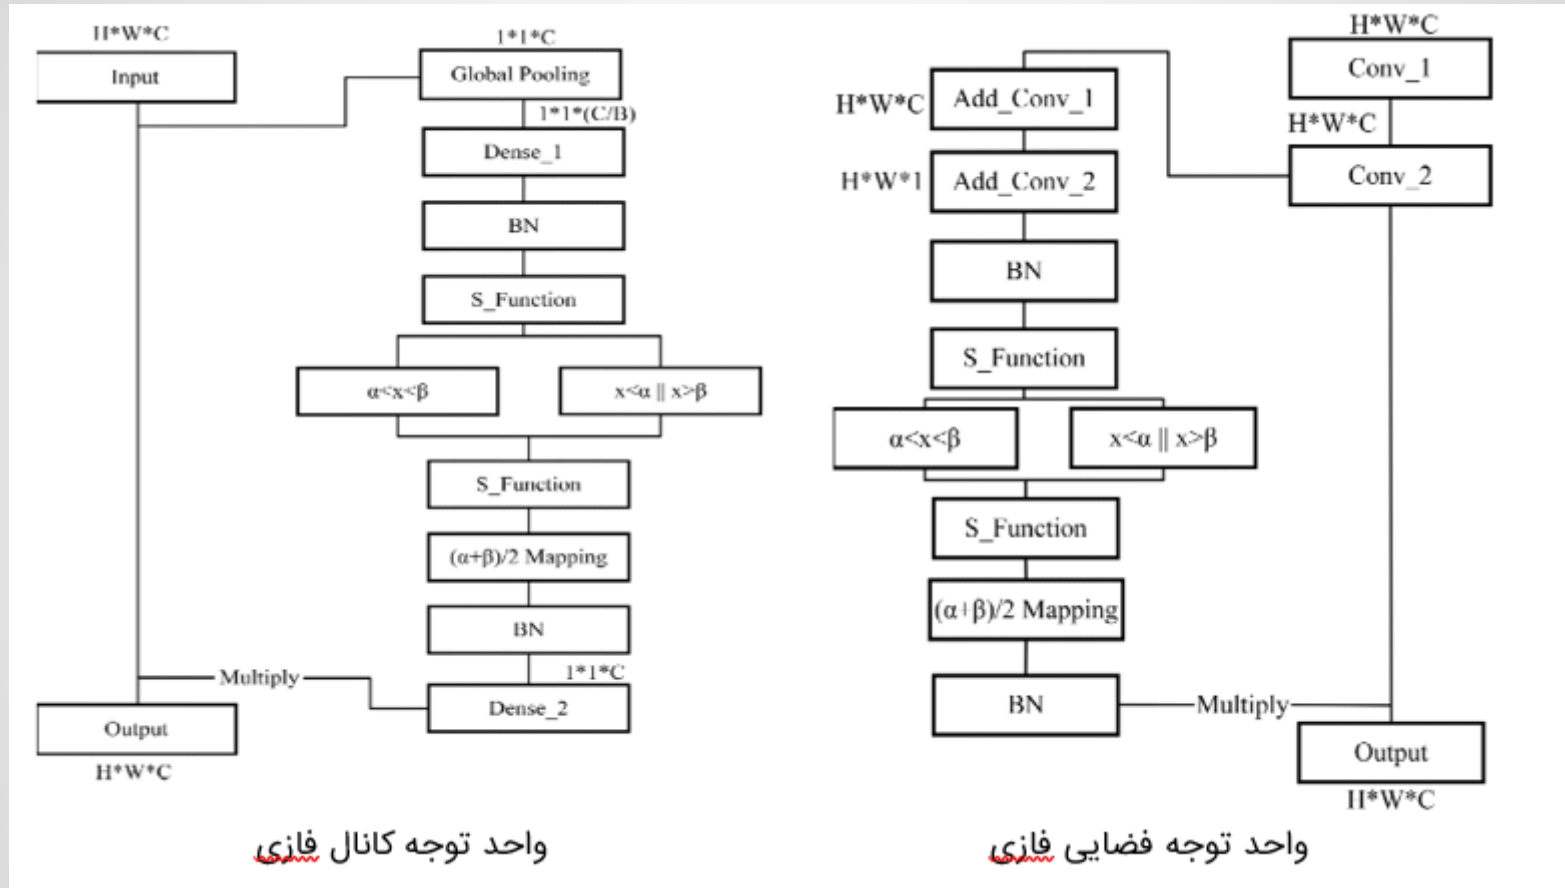 H*W*C
Input
1*1*C
Global Pooling
1*1*(C/B)
Dense_1
BN
S_Function
α<x<β
x<α || x>β
S_Function
(α+β)/2 Mapping
BN
1*1*C
Dense_2
Multiply
Output
H*W*C
واحد توجه کانال فازی
H*W*C
Conv_1
H*W*C
Conv_2
H*W*C
Add_Conv_1
H*W*1
Add_Conv_2
BN
S_Function
α<x<β
x<α || x>β
S_Function
(α+β)/2 Mapping
BN
Multiply
Output
H*W*C
واحد توجه فضایی فازی